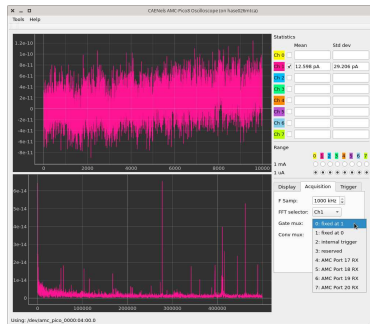 CAENels AMC-Pico8 Oscilloscope (on hase028mtca)
Tools Help
Statistics
Mean Std dev
Ch 0
Ch 1 12.598 pA 29.206 pA
Ch 2
Ch 3
Ch 4
Ch 5
Ch 6
Ch 7
Range
0 1 2 3 4 5 6 7
1 mA
1 uA
1.2e-10
1e-10
8e-11
6e-11
4e-11
2e-11
0
-2e-11
-4e-11
-6e-11
-8e-11
0 2000 4000 6000 8000 10000
Display Acquisition Trigger
F Samp: 1000 kHz
FFT selector: Ch1
Gate mux: 0: fixed at 1
Conv mux: 1: fixed at 0
2: internal trigger
3: reserved
4: AMC Port 17 RX
5: AMC Port 18 RX
6: AMC Port 19 RX
7: AMC Port 20 RX
6e-14
5e-14
4e-14
3e-14
2e-14
1e-14
0
0 100000 200000 300000 400000
Using: /dev/amc_pico_0000:04:00.0